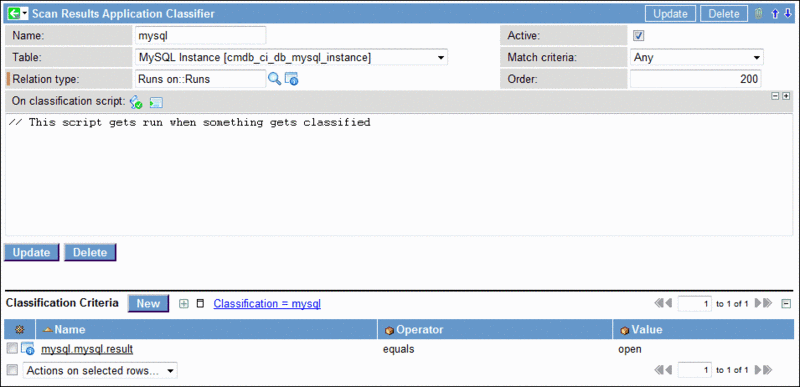 Scan Results Application Classifier Update Delete
Name: mysql Active:
Table: MySQL Instance [cmdb_ci_db_mysql_instance] Match criteria: Any
Relation type: Runs on::Runs Order: 200
On classification script:
// This script gets run when something gets classified
Update Delete
Classification Criteria New Classification = mysql 1 to 1 of 1
Name Operator Value
mysql.mysql.result equals open
Actions on selected rows... 1 to 1 of 1